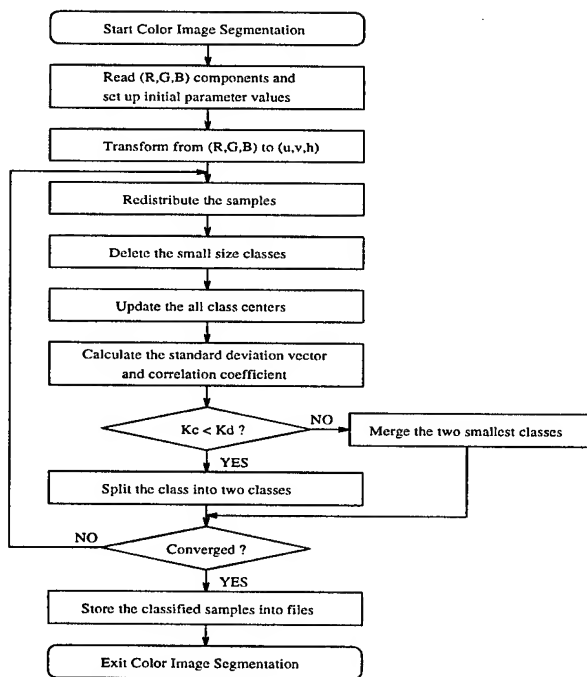 Start Color Image Segmentation
Read (R,G,B) components and
set up initial parameter values
Transform from (R,G,B) to (u,v,h)
Redistribute the samples
Delete the small size classes
Update the all class centers
Calculate the standard deviation vector
and correlation coefficient
Kc < Kd ?
NO
Merge the two smallest classes
YES
Split the class into two classes
NO
Converged ?
YES
Store the classified samples into files
Exit Color Image Segmentation